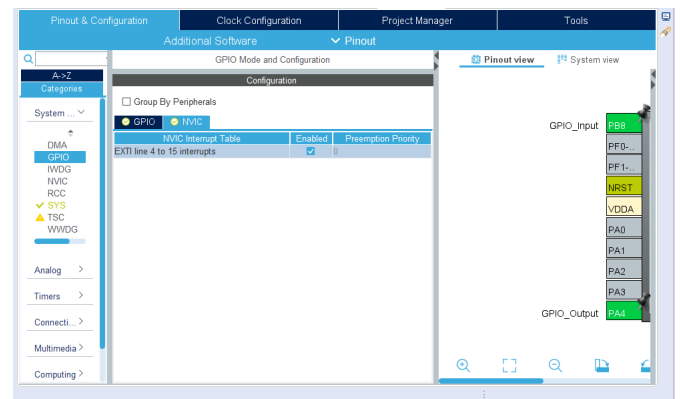 Pinout & Configuration Clock Configuration Project Manager Tools
Additional Software Pinout
GPIO Mode and Configuration Pinout view System view
A->Z
Categories
Configuration
Group By Peripherals
System ...
GPIO NVIC
NVIC Interrupt Table Enabled Preemption Priority
EXTI line 4 to 15 interrupts 0
DMA
GPIO
IWDG
NVIC
RCC
SYS
TSC
WWDG
Analog
Timers
Connecti...
Multimedia
Computing
GPIO_Input PB8
PF0-..
PF1-..
NRST
VDDA
PA0
PA1
PA2
PA3
GPIO_Output PA4